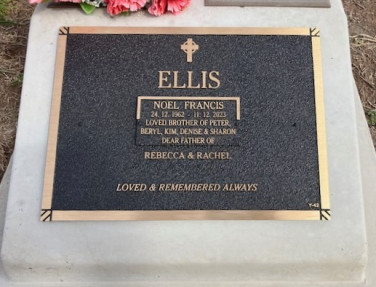 ELLIS
NOEL FRANCIS
24. 12. 1962 11. 12. 2023
LOVED BROTHER OF PETER,
BERYL, KIM, DENISE & SHARON
DEAR FATHER OF
REBECCA & RACHEL
LOVED & REMEMBERED ALWAYS
Y-42